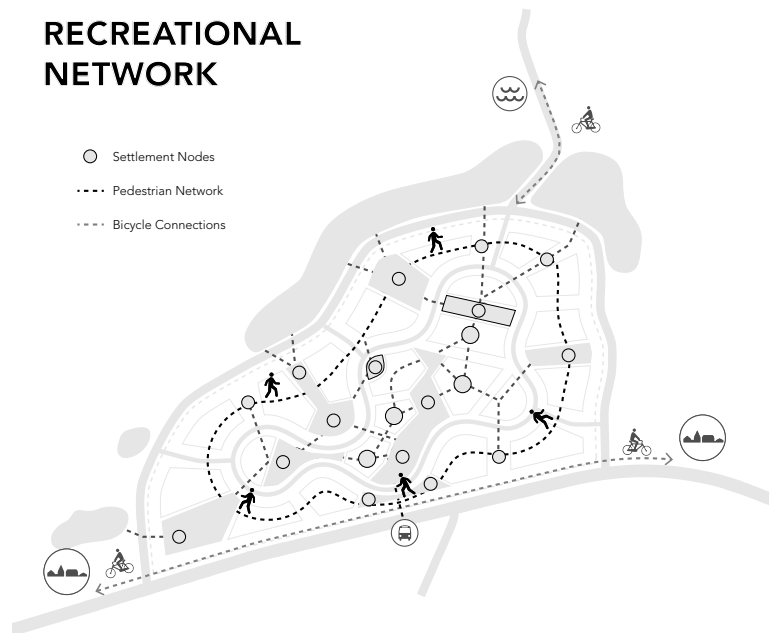 RECREATIONAL
NETWORK
Settlement Nodes
Pedestrian Network
Bicycle Connections